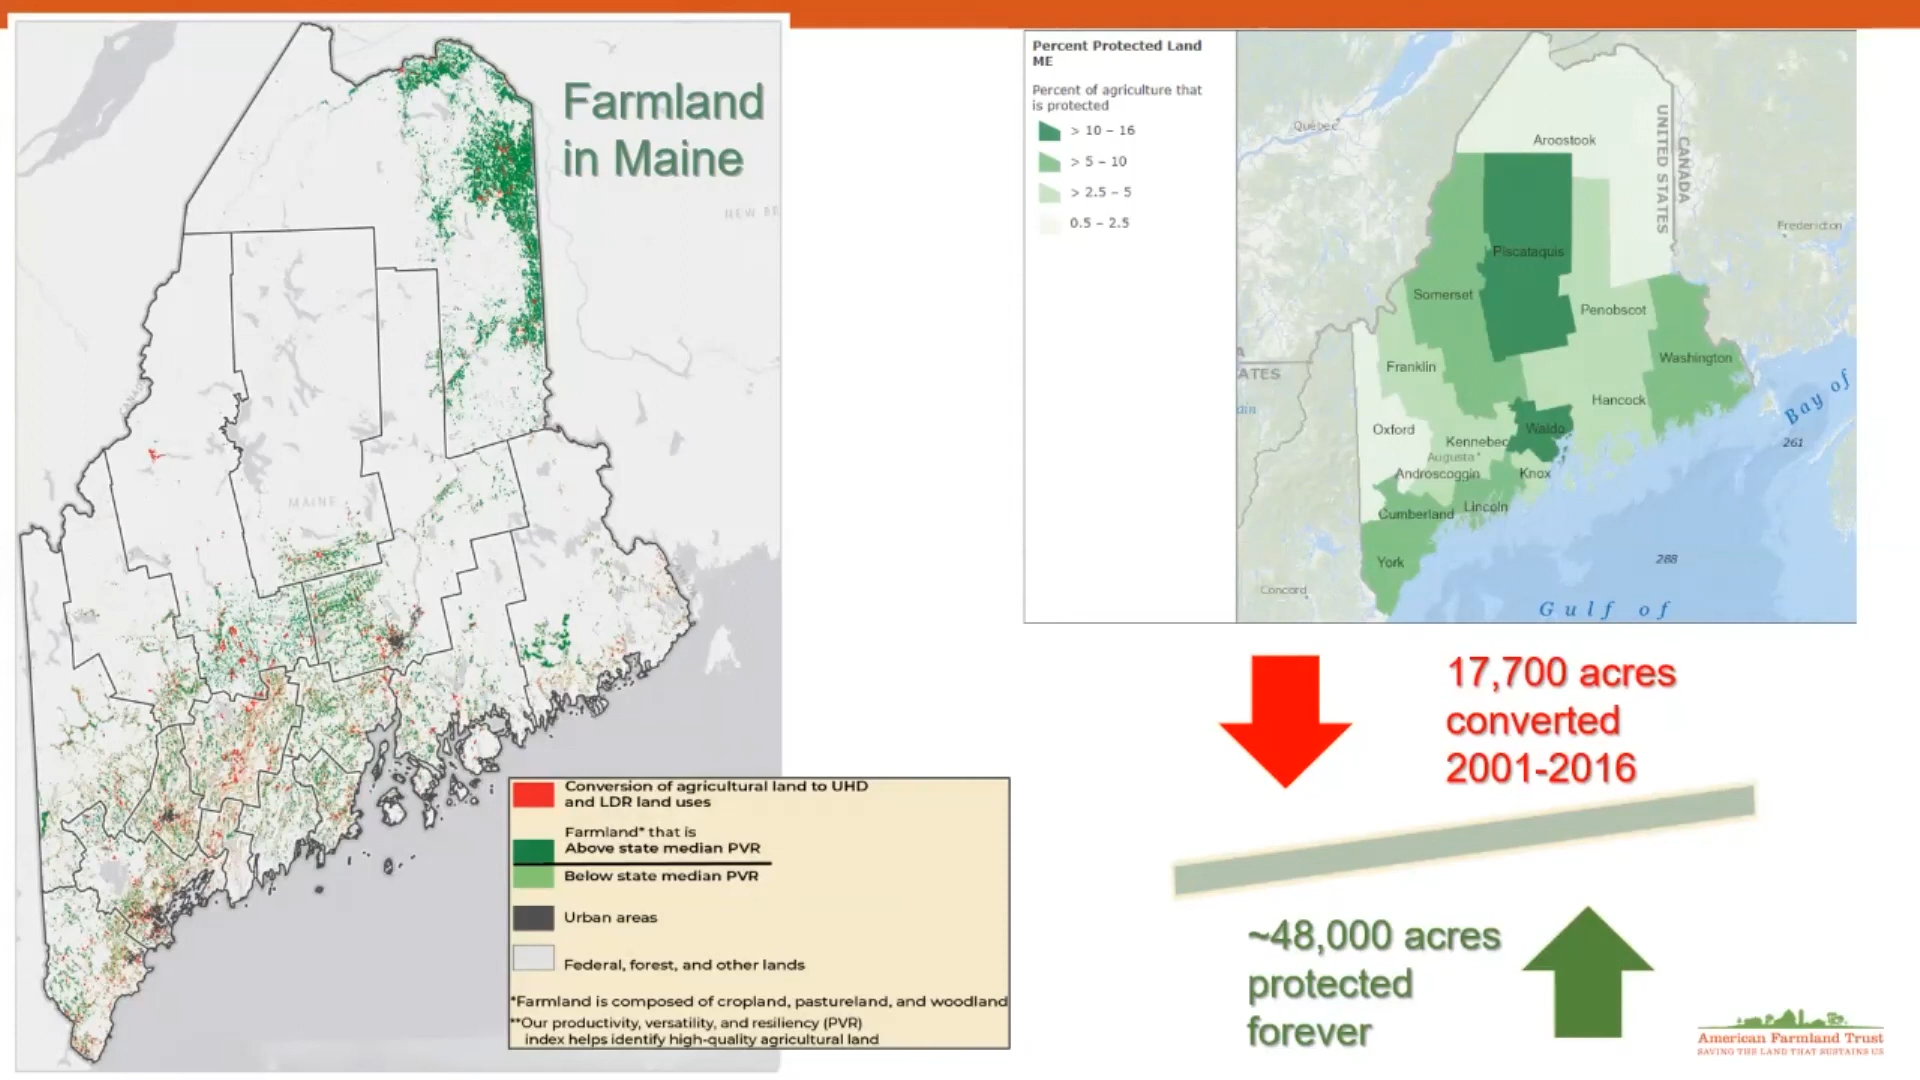 Farmland
in Maine
NEW BR
CANADA
MAINE
Conversion of agricultural land to UHD
and LDR land uses
Farmland* that is
Above state median PVR
Below state median PVR
Urban areas
Federal, forest, and other lands
*Farmland is composed of cropland, pastureland, and woodland
**Our productivity, versatility, and resiliency (PVR)
index helps identify high-quality agricultural land
Percent Protected Land
ME
Percent of agriculture that
is protected
> 10 – 16
> 5 – 10
> 2.5 – 5
0.5 – 2.5
Québec
Aroostook
UNITED STATES
CANADA
Fredericton
Piscataquis
Somerset
Penobscot
Washington
Franklin
A
ATES
Hancock
Bay of
din
Oxford
Waldo
261
Kennebec
Augusta
Androscoggin
Knox
Lincoln
Cumberland
York
288
Concord
Gulf of
17,700 acres
converted
2001-2016
~48,000 acres
protected
forever
American Farmland Trust
SAVING THE LAND THAT SUSTAINS US